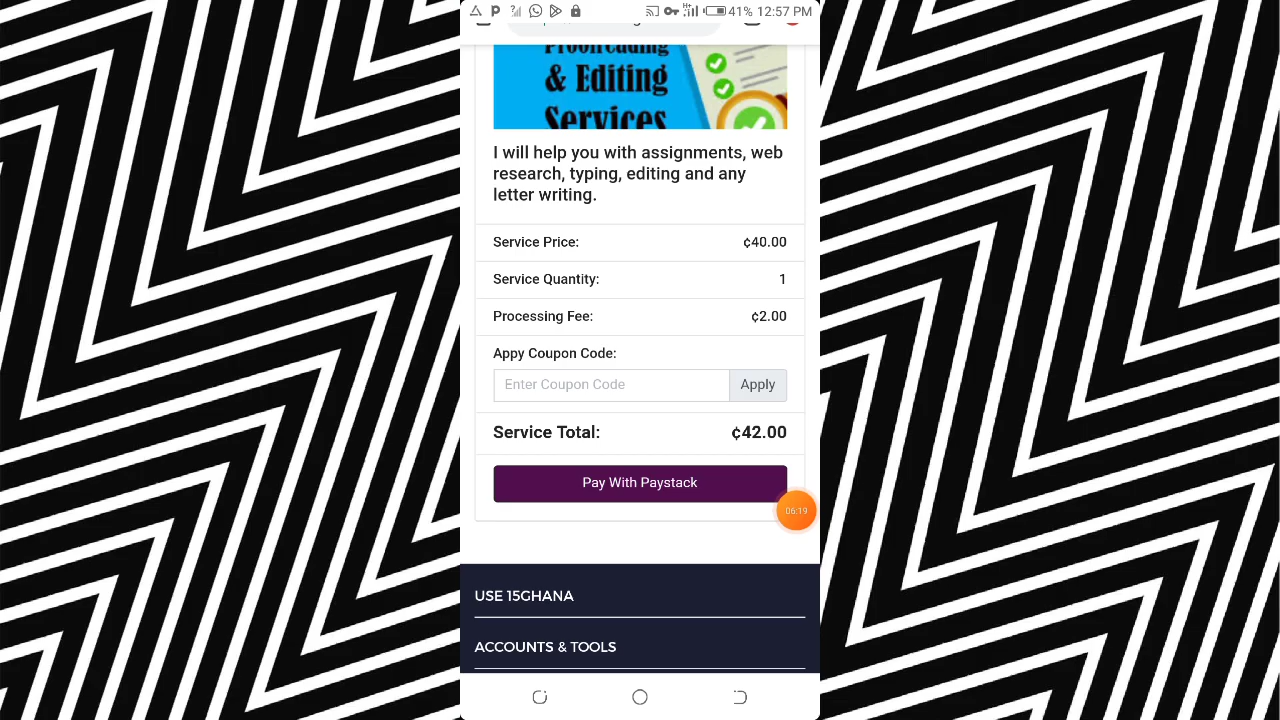 41% 12:57 PM
Proofreading
& Editing
Services
I will help you with assignments, web
research, typing, editing and any
letter writing.
Service Price: ¢40.00
Service Quantity: 1
Processing Fee: ¢2.00
Appy Coupon Code:
Enter Coupon Code Apply
Service Total: ¢42.00
Pay With Paystack
06:19
USE 15GHANA
ACCOUNTS & TOOLS